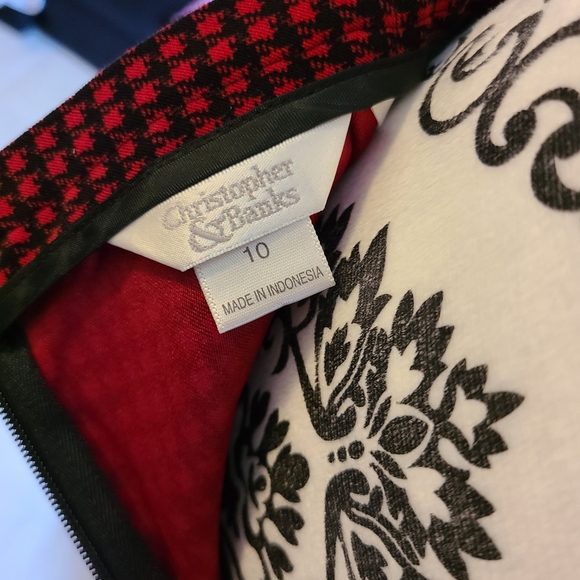 Christopher
& Banks
10
MADE IN INDONESIA